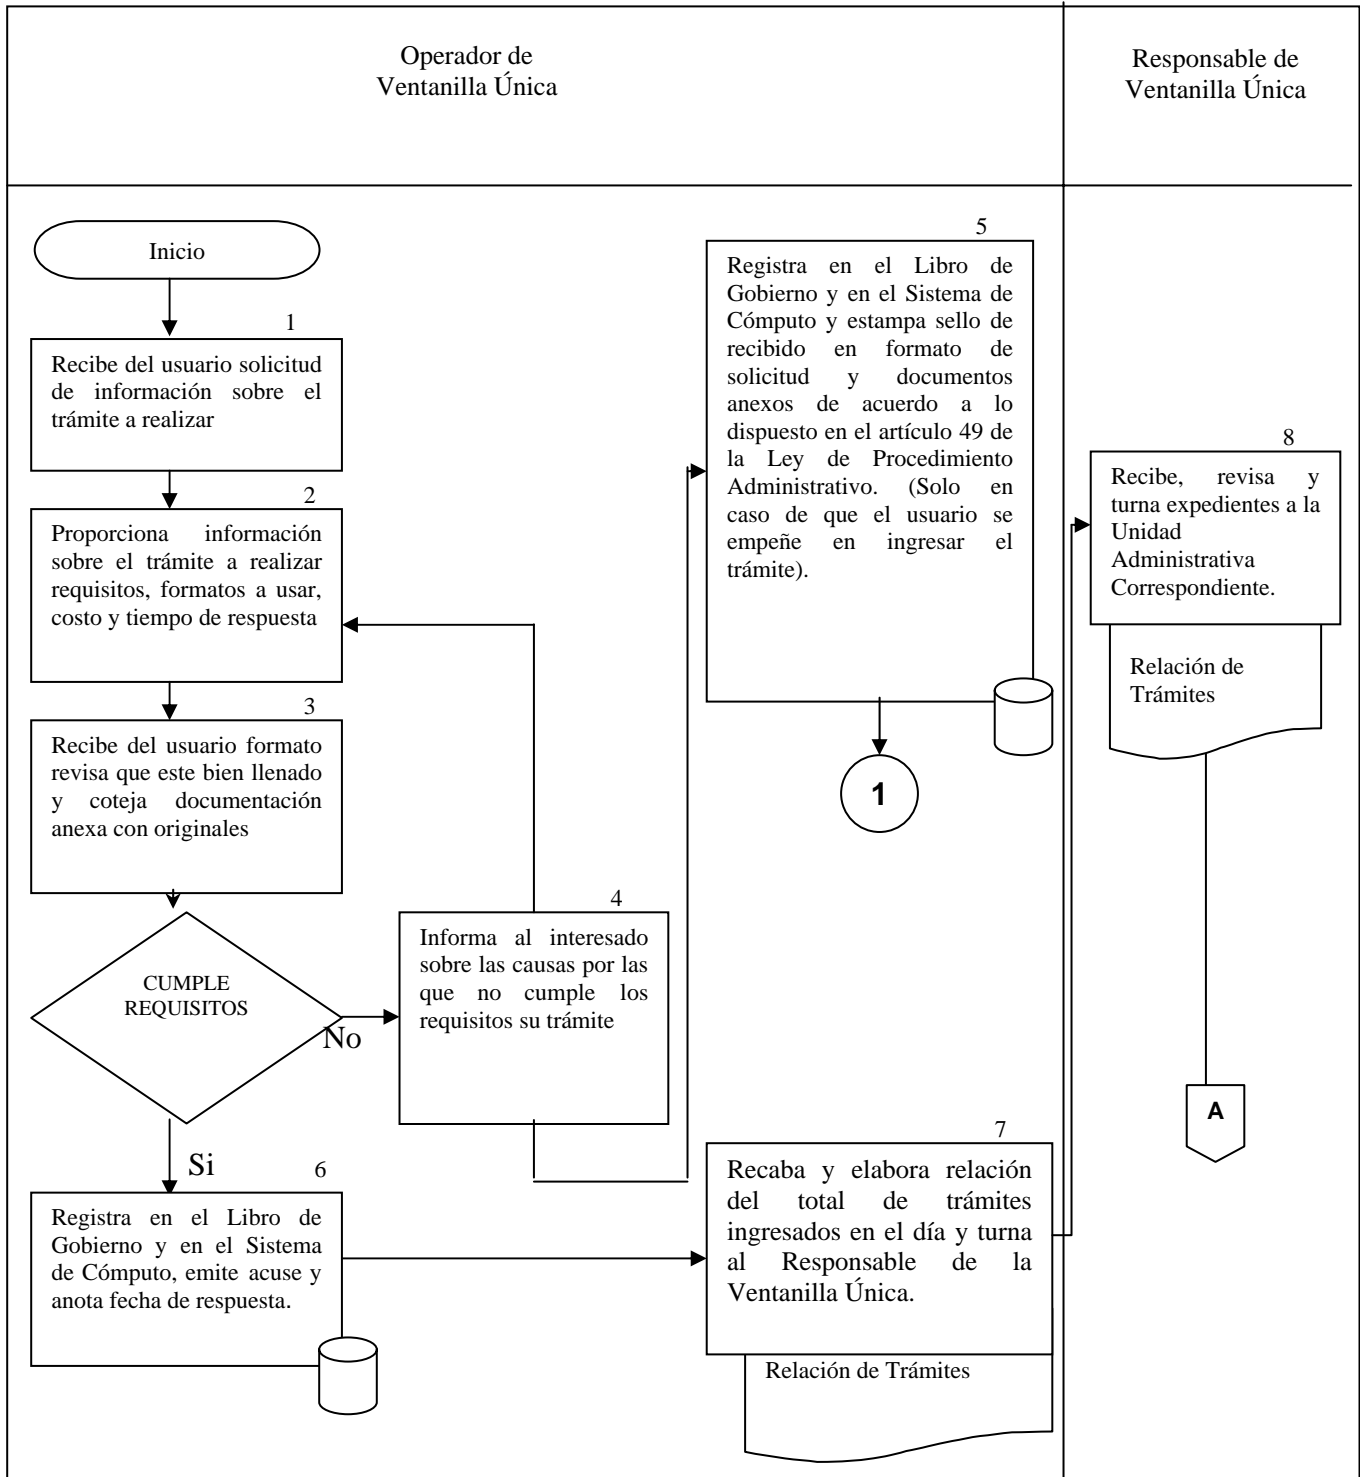 Operador de
Ventanilla Única
Responsable de
Ventanilla Única
Inicio
1
Recibe del usuario solicitud
de información sobre el
trámite a realizar
2
Proporciona información
sobre el trámite a realizar
requisitos, formatos a usar,
costo y tiempo de respuesta
3
Recibe del usuario formato
revisa que este bien llenado
y coteja documentación
anexa con originales
CUMPLE
REQUISITOS
No
Si
4
Informa al interesado
sobre las causas por las
que no cumple los
requisitos su trámite
5
Registra en el Libro de
Gobierno y en el Sistema de
Cómputo y estampa sello de
recibido en formato de
solicitud y documentos
anexos de acuerdo a lo
dispuesto en el artículo 49 de
la Ley de Procedimiento
Administrativo. (Solo en
caso de que el usuario se
empeñe en ingresar el
trámite).
1
6
Registra en el Libro de
Gobierno y en el Sistema
de Cómputo, emite acuse y
anota fecha de respuesta.
7
Recaba y elabora relación
del total de trámites
ingresados en el día y turna
al Responsable de la
Ventanilla Única.
Relación de Trámites
8
Recibe, revisa y
turna expedientes a la
Unidad
Administrativa
Correspondiente.
Relación de
Trámites
A